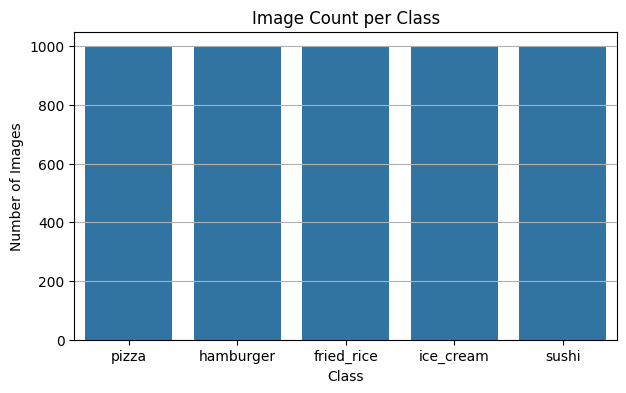 Image Count per Class
Number of Images
1000
800
600
400
200
0
pizza hamburger fried_rice ice_cream sushi
Class